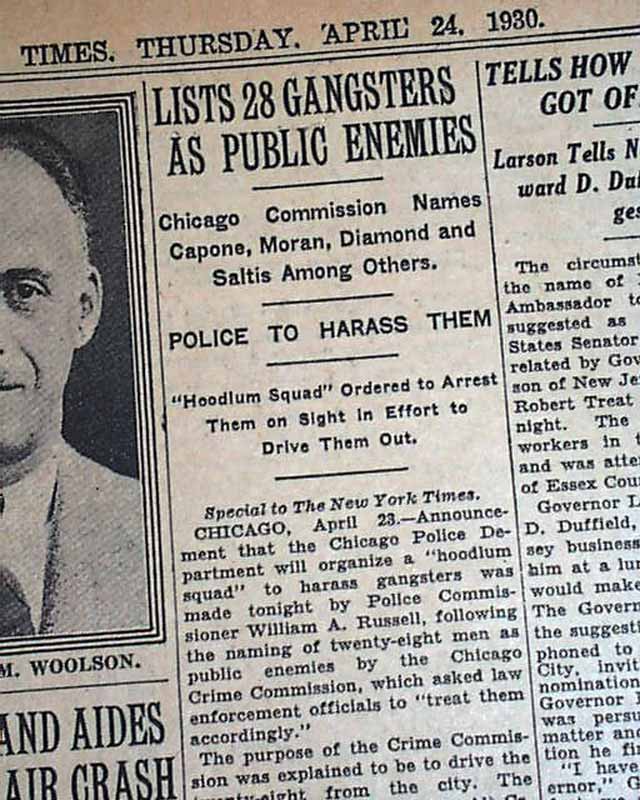 TIMES, THURSDAY, APRIL 24, 1930.
M. WOOLSON.
AND AIDES
AIR CRASH
LISTS 28 GANGSTERS
AS PUBLIC ENEMIES
Chicago Commission Names
Capone, Moran, Diamond and
Saltis Among Others.
POLICE TO HARASS THEM
"Hoodlum Squad" Ordered to Arrest
Them on Sight in Effort to
Drive Them Out.
Special to The New York Times.
CHICAGO, April 23.—Announce-
ment that the Chicago Police De-
partment will organize a "hoodlum
squad" to harass gangsters was
made tonight by Police Commis-
sioner William A. Russell, following
the naming of twenty-eight men as
public enemies by the Chicago
Crime Commission, which asked law
enforcement officials to "treat them
accordingly."
The purpose of the Crime Commis-
sion was explained to be to drive the
twenty-eight from the city. The
TELLS HOW
GOT OF
Larson Tells N
ward D. Du
ges
The circumst
the name of
Ambassador to
suggested as
States Senator
related by Gov
son of New Je
Robert Treat
night. The
workers in t
and was atte
of Essex Cou
Governor L
D. Duffield,
sey business
him at a lun
would make
The Govern
the suggesti
phoned to
City, invit
nomination
Governor L
was persu
matter and
tion he fi
"I have
ernor,"